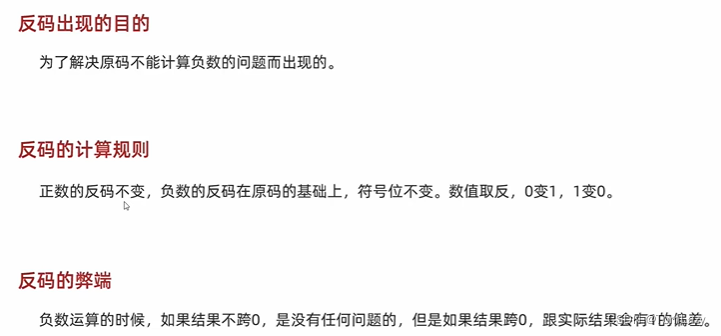 反码出现的目的
为了解决原码不能计算负数的问题而出现的。
反码的计算规则
正数的反码不变，负数的反码在原码的基础上，符号位不变。数值取反，0变1，1变0。
反码的弊端
负数运算的时候，如果结果不跨0，是没有任何问题的，但是如果结果跨0，跟实际结果会有1的偏差。